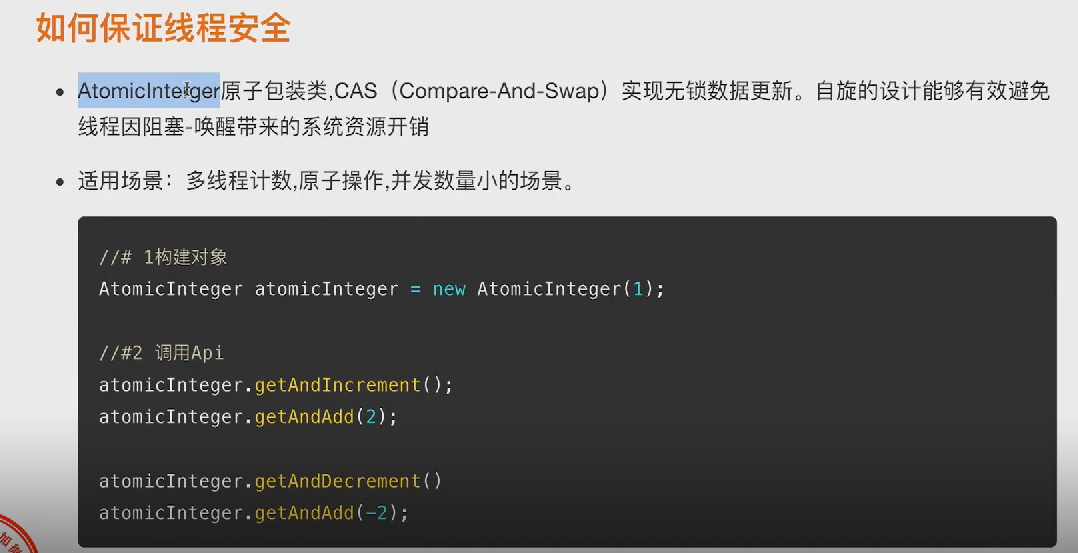 如何保证线程安全
AtomicInteger原子包装类,CAS（Compare-And-Swap）实现无锁数据更新。自旋的设计能够有效避免
线程因阻塞-唤醒带来的系统资源开销
适用场景：多线程计数,原子操作,并发数量小的场景。
//# 1构建对象
AtomicInteger atomicInteger = new AtomicInteger(1);
//#2 调用Api
atomicInteger.getAndIncrement();
atomicInteger.getAndAdd(2);
atomicInteger.getAndDecrement()
atomicInteger.getAndAdd(-2);